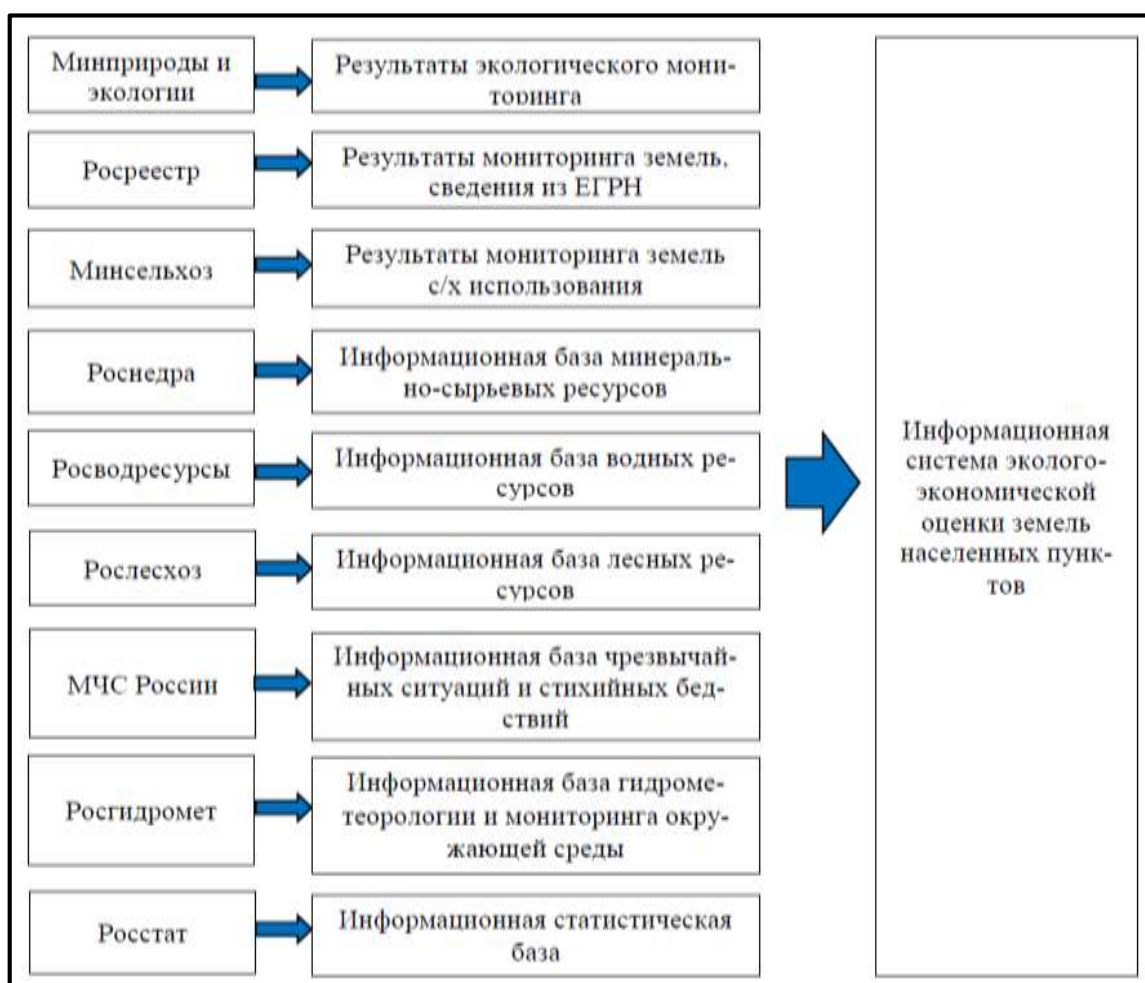 Минприроды и
экологии
Результаты экологического мони-
торинга
Росреестр
Результаты мониторинга земель,
сведения из ЕГРН
Минсельхоз
Результаты мониторинга земель
с/х использования
Роснедра
Информационная база минераль-
но-сырьевых ресурсов
Росводресурсы
Информационная база водных ре-
сурсов
Рослесхоз
Информационная база лесных ре-
сурсов
МЧС России
Информационная база чрезвычай-
ных ситуаций и стихийных бед-
ствий
Росгидромет
Информационная база гидроме-
теорологии и мониторинга окру-
жающей среды
Росстат
Информационная статистическая
база
Информационная
система эколого-
экономической
оценки земель
населенных пунк-
тов